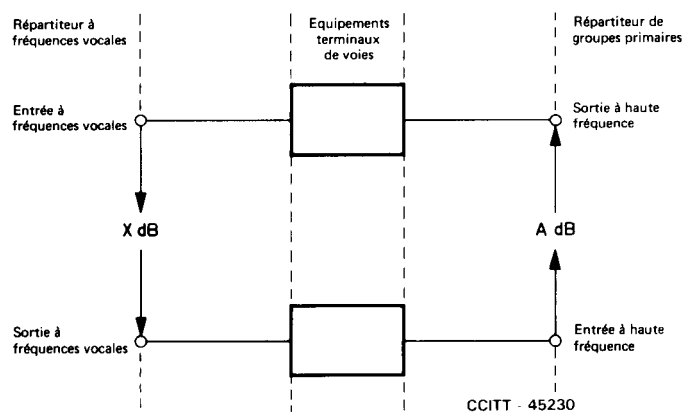 Répartiteur à
fréquences vocales
Equipements
terminaux
de voies
Répartiteur de
groupes primaires
Entrée à
fréquences vocales
Sortie à haute
fréquence
X dB
A dB
Sortie à
fréquences vocales
Entrée à haute
fréquence
CCITT - 45230